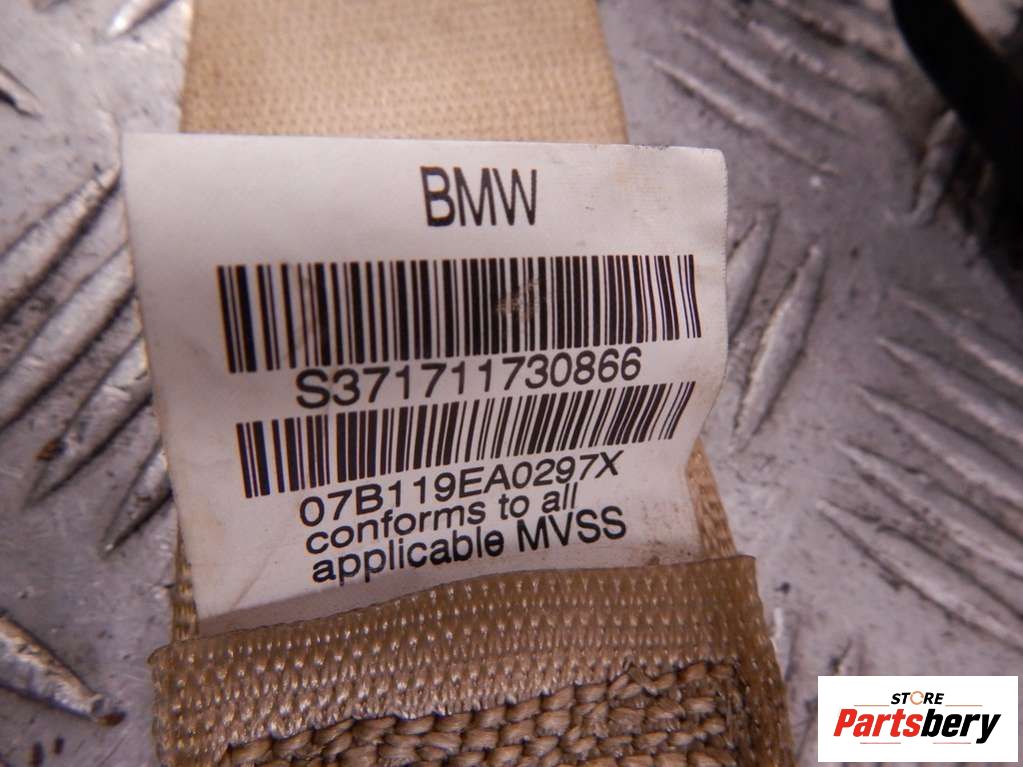 BMW
S371711730866
07B119EA0297X
conforms to all
applicable MVSS
STORE
Partsbery